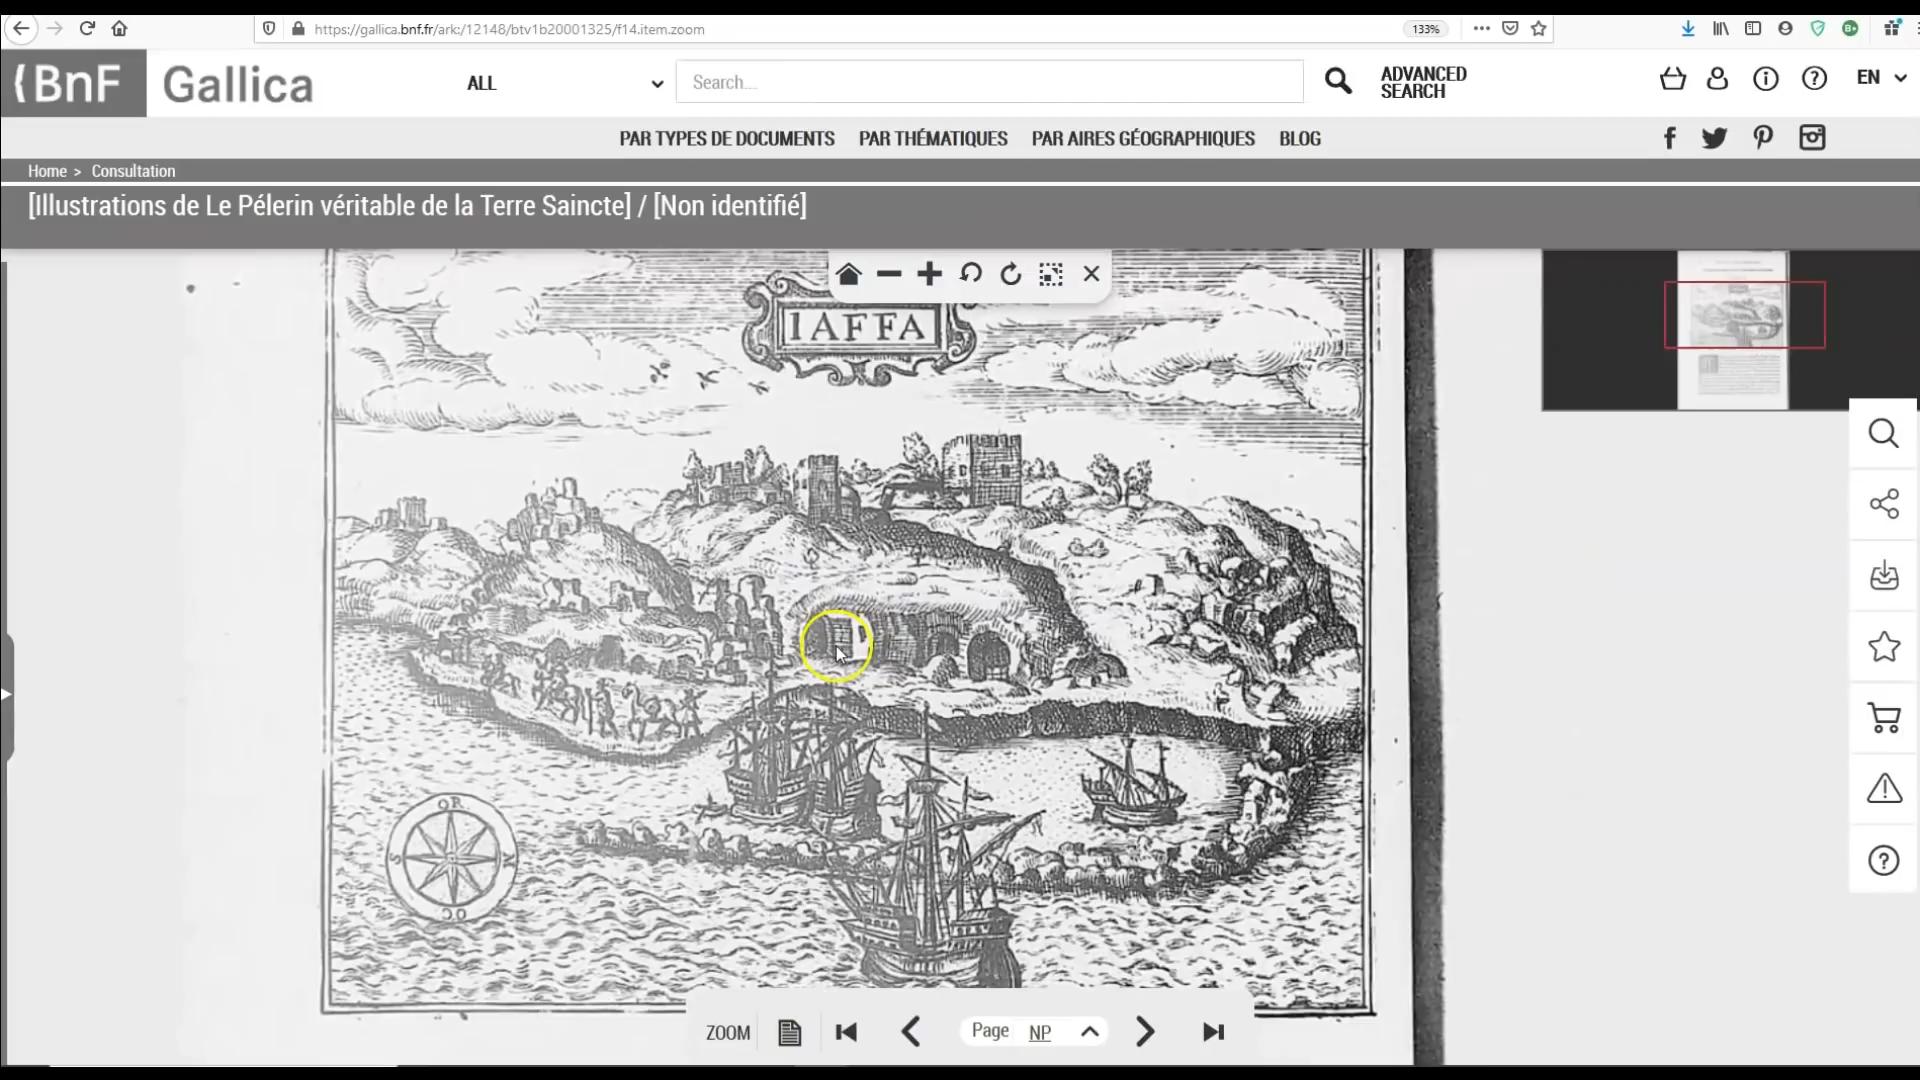 https://gallica.bnf.fr/ark:/12148/btv1b20001325/f14.item.zoom
133%
BnF Gallica
ALL
Search...
ADVANCED SEARCH
EN
PAR TYPES DE DOCUMENTS PAR THÉMATIQUES PAR AIRES GÉOGRAPHIQUES BLOG
Home > Consultation
[Illustrations de Le Pélerin véritable de la Terre Saincte] / [Non identifié]
IAFFA
OR.
S
N
OC
ZOOM
Page NP